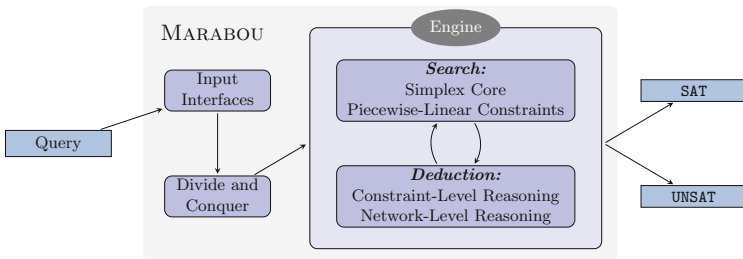 Engine
MARABOU
Input
Interfaces
Search:
Simplex Core
Piecewise-Linear Constraints
SAT
Query
Divide and
Conquer
Deduction:
Constraint-Level Reasoning
Network-Level Reasoning
UNSAT